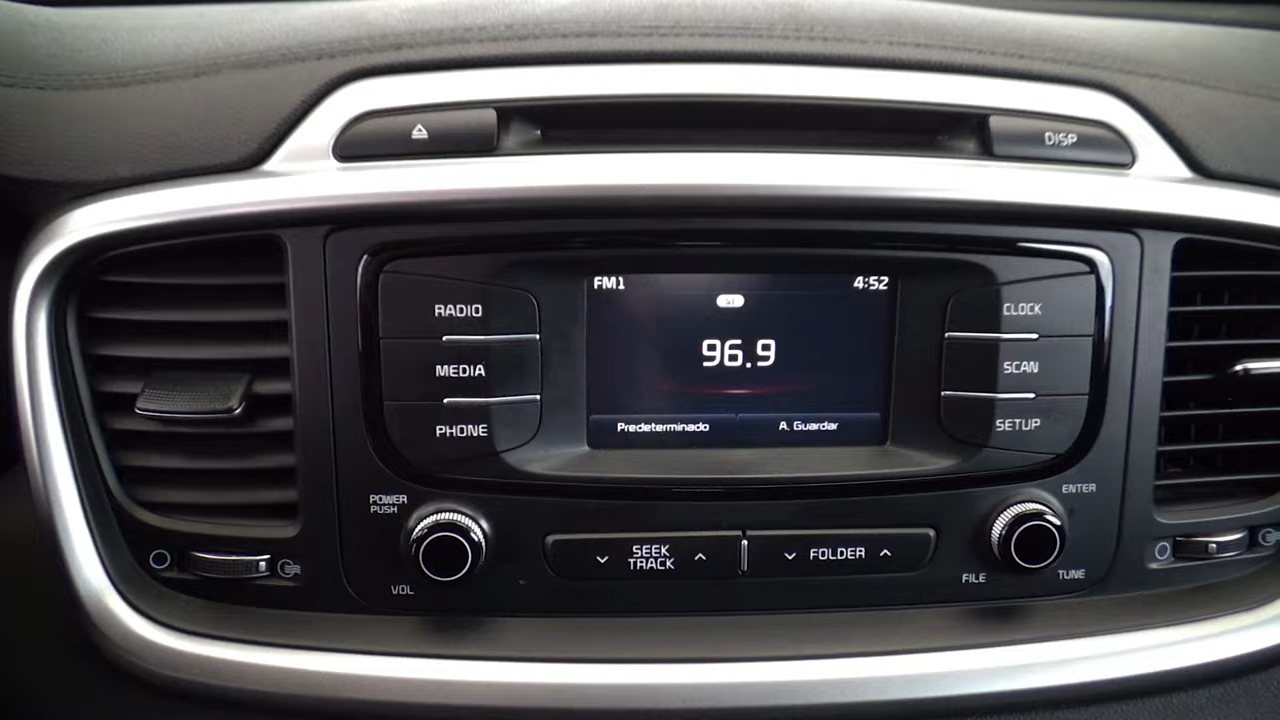 DISP
FM1 4:52
ST
96.9
Predeterminado A. Guardar
RADIO
MEDIA
PHONE
CLOCK
SCAN
SETUP
POWER
PUSH
VOL
SEEK
TRACK
FOLDER
ENTER
FILE
TUNE